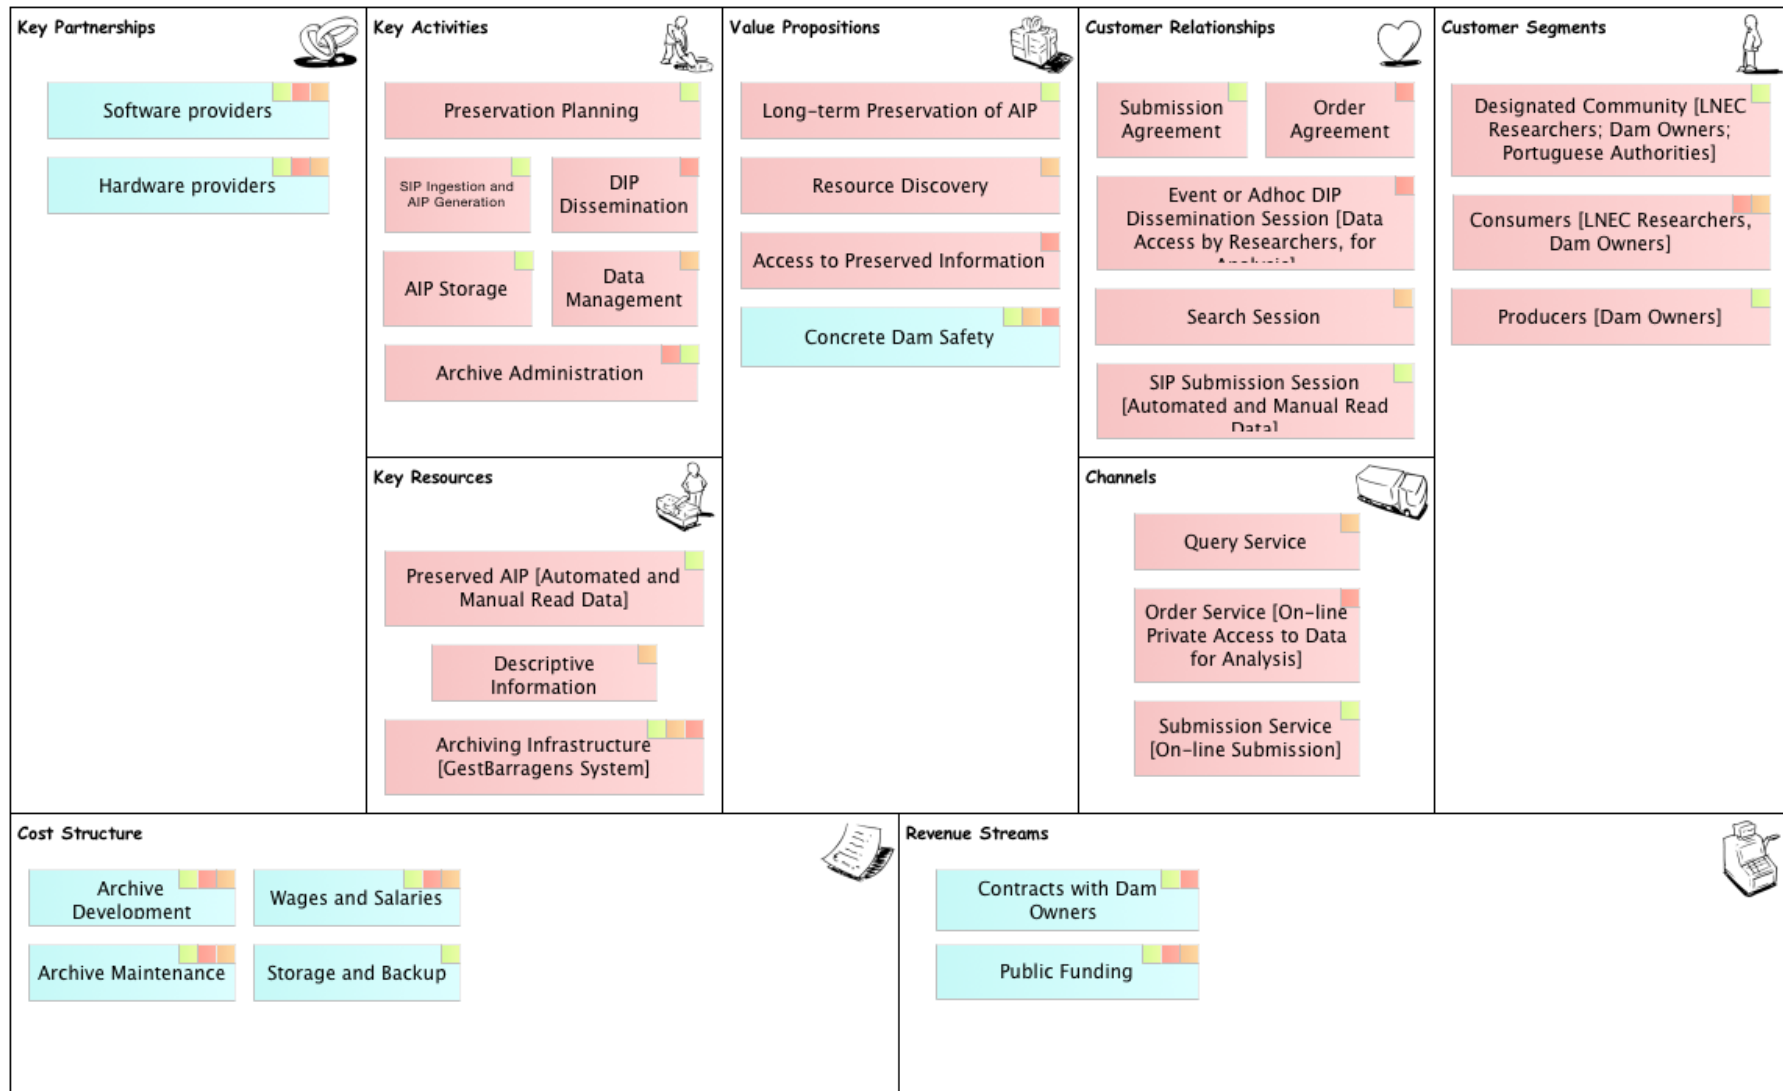 Key Partnerships
Software providers
Hardware providers
Key Activities
Preservation Planning
SIP Ingestion and
AIP Generation
DIP
Dissemination
AIP Storage
Data
Management
Archive Administration
Key Resources
Preserved AIP [Automated and
Manual Read Data]
Descriptive
Information
Archiving Infrastructure
[GestBarragens System]
Value Propositions
Long-term Preservation of AIP
Resource Discovery
Access to Preserved Information
Concrete Dam Safety
Customer Relationships
Submission
Agreement
Order
Agreement
Event or Adhoc DIP
Dissemination Session [Data
Access by Researchers, for
Analysis]
Search Session
SIP Submission Session
[Automated and Manual Read
Data]
Channels
Query Service
Order Service [On-line
Private Access to Data
for Analysis]
Submission Service
[On-line Submission]
Customer Segments
Designated Community [LNEC
Researchers; Dam Owners;
Portuguese Authorities]
Consumers [LNEC Researchers,
Dam Owners]
Producers [Dam Owners]
Cost Structure
Archive
Development
Wages and Salaries
Archive Maintenance
Storage and Backup
Revenue Streams
Contracts with Dam
Owners
Public Funding